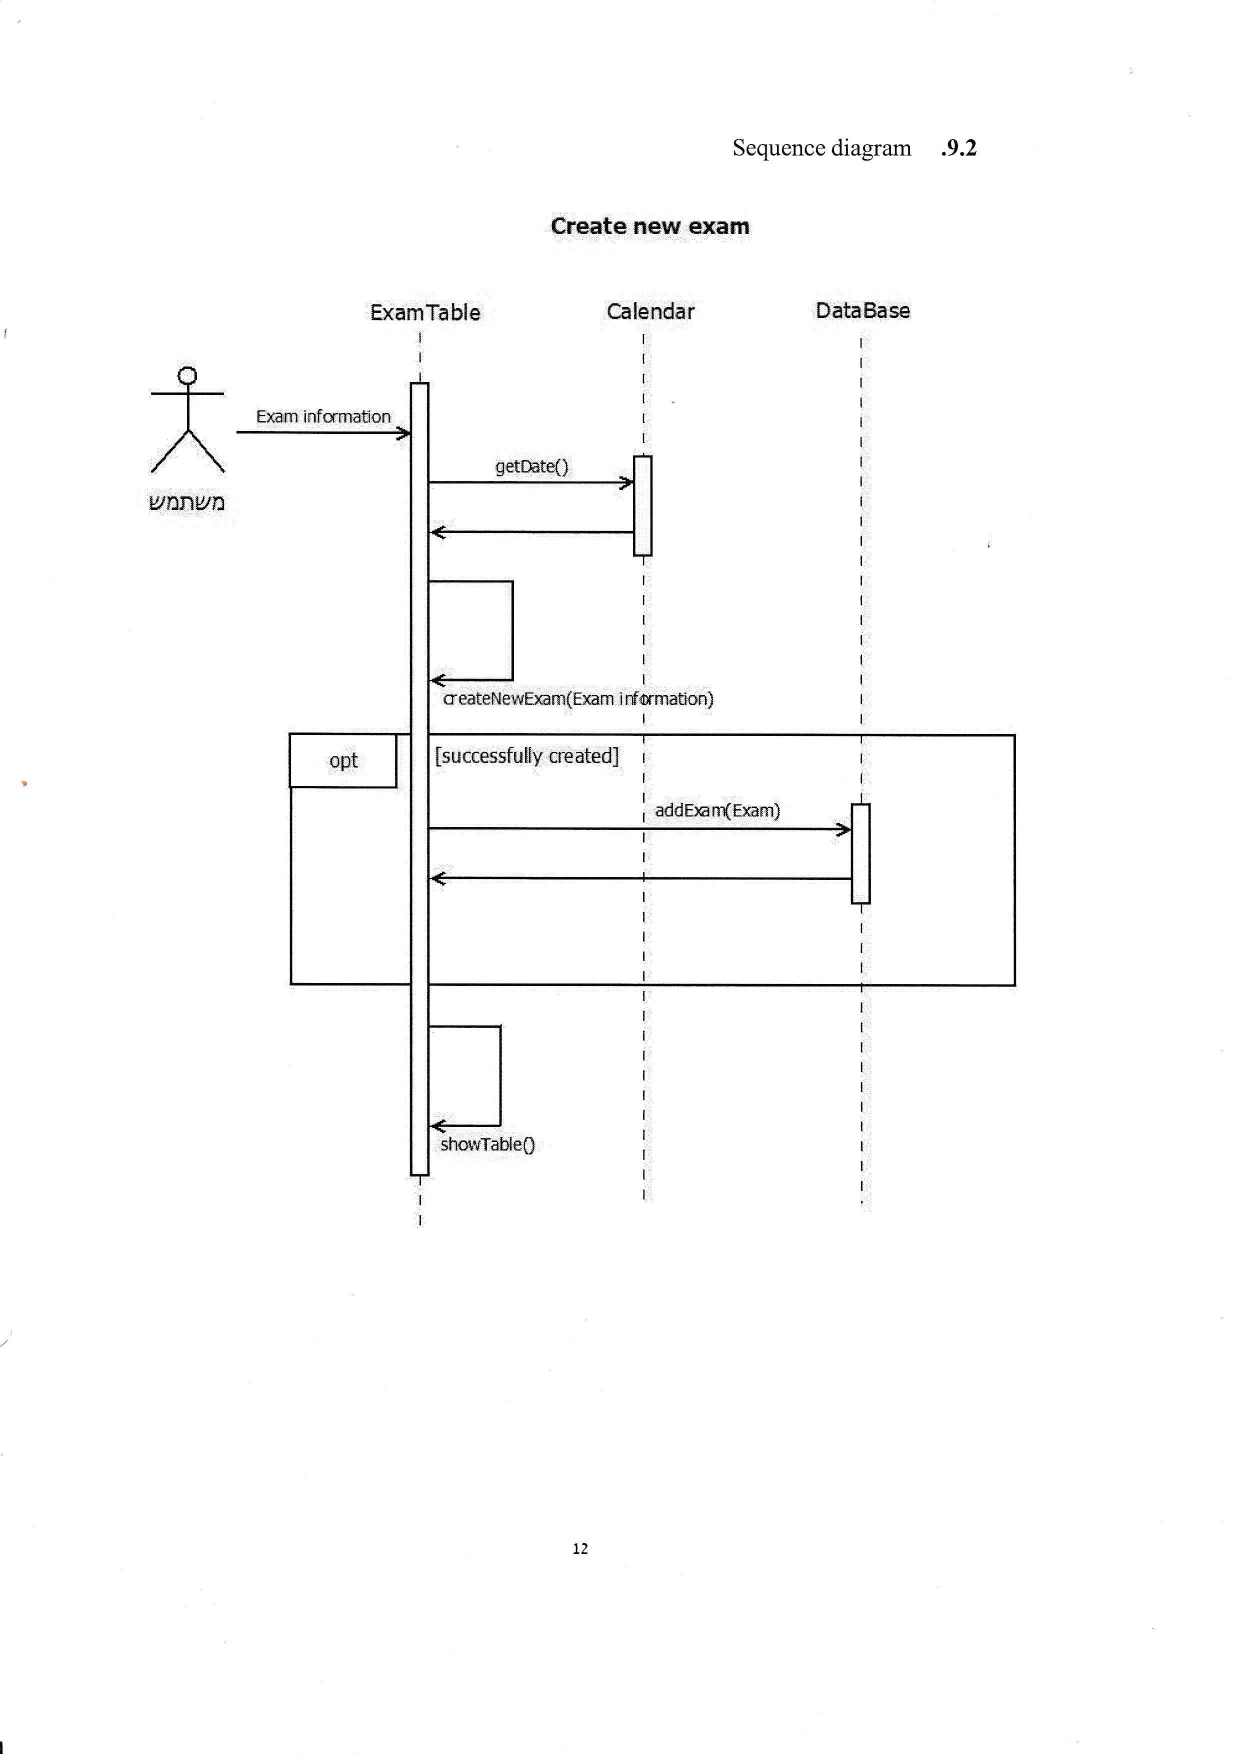 .9.2 Sequence diagram
Create new exam
ExamTable Calendar DataBase
Exam information
getDate()
משתמש
createNewExam(Exam information)
opt [successfully created]
addExam(Exam)
showTable()
12